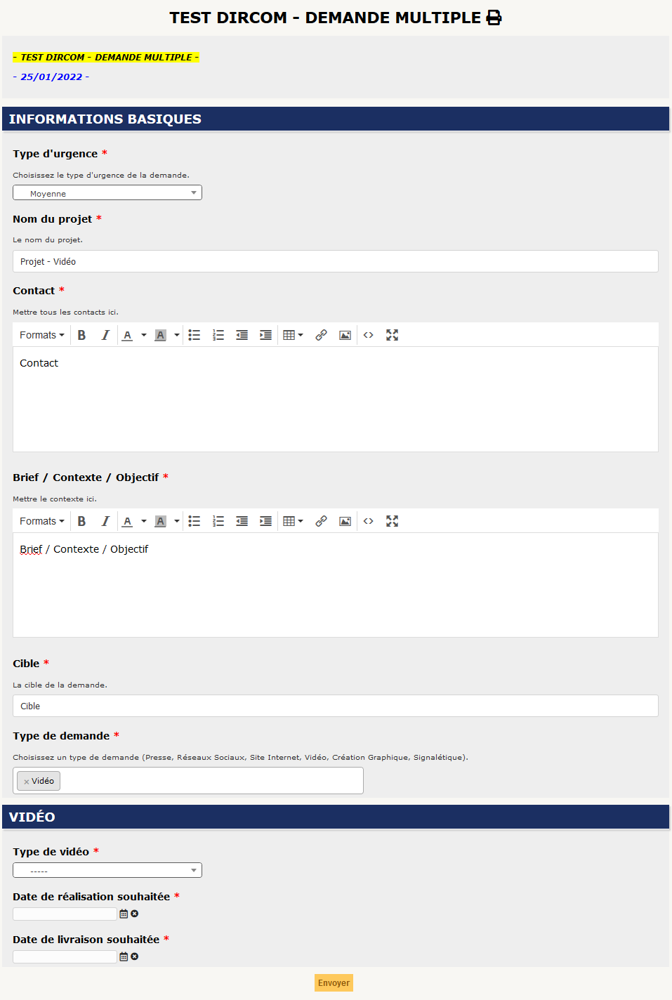 TEST DIRCOM - DEMANDE MULTIPLE
- TEST DIRCOM - DEMANDE MULTIPLE -
- 25/01/2022 -
INFORMATIONS BASIQUES
Type d'urgence *
Choisissez le type d'urgence de la demande.
Moyenne
Nom du projet *
Le nom du projet.
Projet - Vidéo
Contact *
Mettre tous les contacts ici.
Formats B I A A
Contact
Brief / Contexte / Objectif *
Mettre le contexte ici.
Formats B I A A
Brief / Contexte / Objectif
Cible *
La cible de la demande.
Cible
Type de demande *
Choisissez un type de demande (Presse, Réseaux Sociaux, Site Internet, Vidéo, Création Graphique, Signalétique).
× Vidéo
VIDÉO
Type de vidéo *
-----
Date de réalisation souhaitée *
Date de livraison souhaitée *
Envoyer